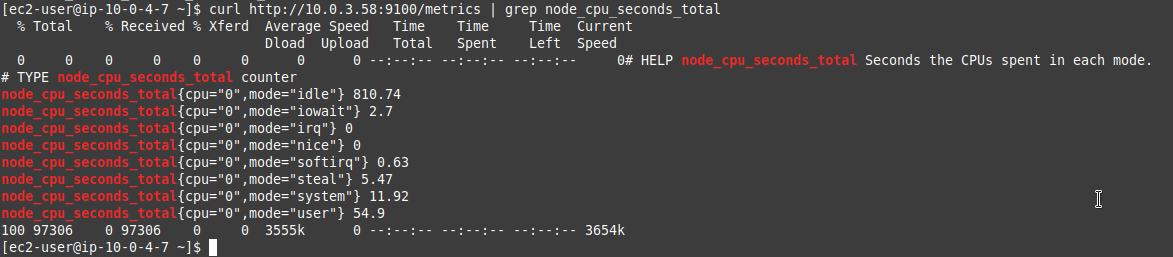 [ec2-user@ip-10-0-4-7 ~]$ curl http://10.0.3.58:9100/metrics | grep node_cpu_seconds_total
  % Total    % Received % Xferd  Average Speed   Time    Time     Time  Current
                                 Dload  Upload   Total   Spent    Left  Speed
  0     0    0     0    0     0      0      0 --:--:-- --:--:-- --:--:--     0# HELP node_cpu_seconds_total Seconds the CPUs spent in each mode.
# TYPE node_cpu_seconds_total counter
node_cpu_seconds_total{cpu="0",mode="idle"} 810.74
node_cpu_seconds_total{cpu="0",mode="iowait"} 2.7
node_cpu_seconds_total{cpu="0",mode="irq"} 0
node_cpu_seconds_total{cpu="0",mode="nice"} 0
node_cpu_seconds_total{cpu="0",mode="softirq"} 0.63
node_cpu_seconds_total{cpu="0",mode="steal"} 5.47
node_cpu_seconds_total{cpu="0",mode="system"} 11.92
node_cpu_seconds_total{cpu="0",mode="user"} 54.9
100 97306    0 97306    0     0  3555k      0 --:--:-- --:--:-- --:--:-- 3654k
[ec2-user@ip-10-0-4-7 ~]$